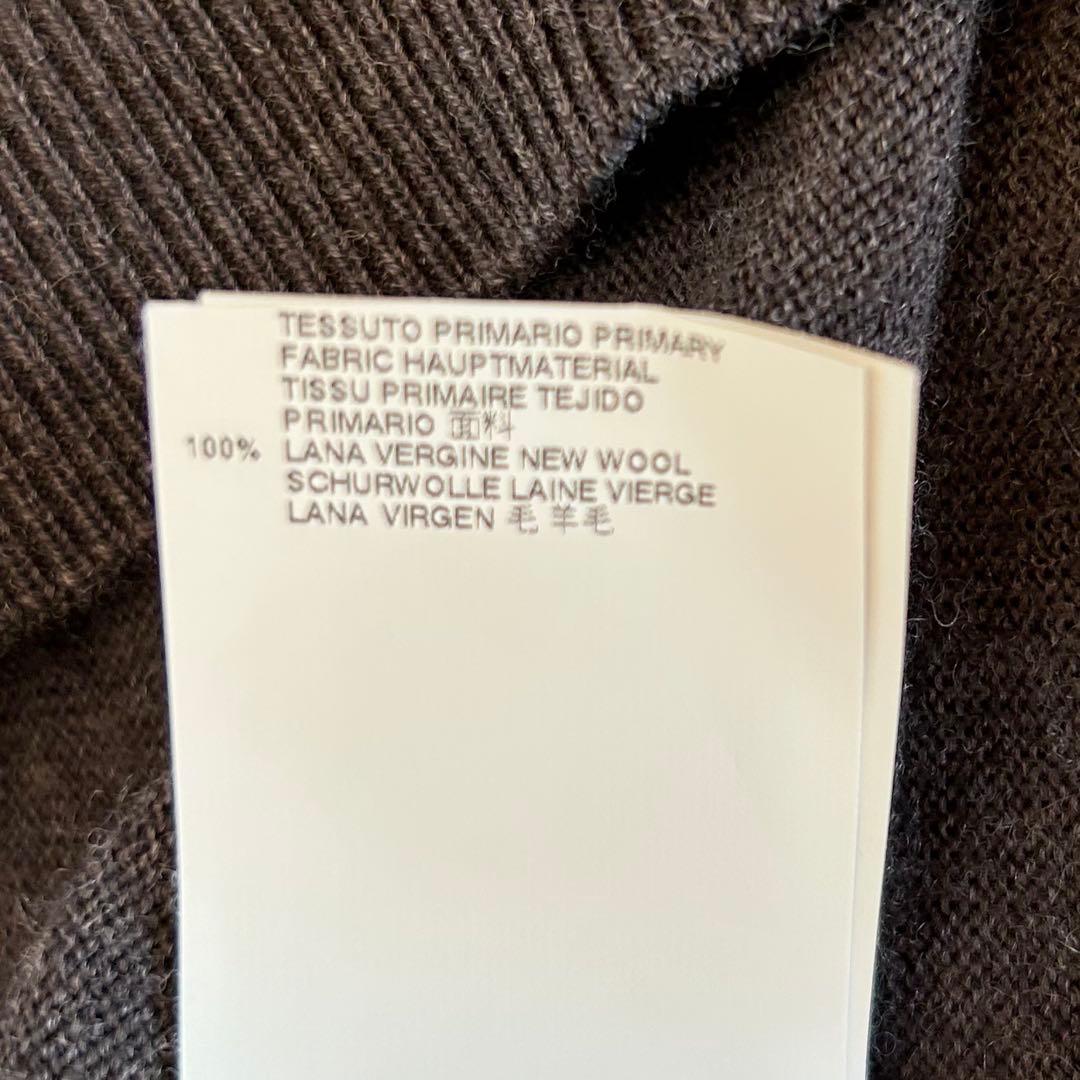 TESSUTO PRIMARIO PRIMARY
FABRIC HAUPTMATERIAL
TISSU PRIMAIRE TEJIDO
PRIMARIO 面料
100% LANA VERGINE NEW WOOL
SCHURWOLLE LAINE VIERGE
LANA VIRGEN 毛 羊毛